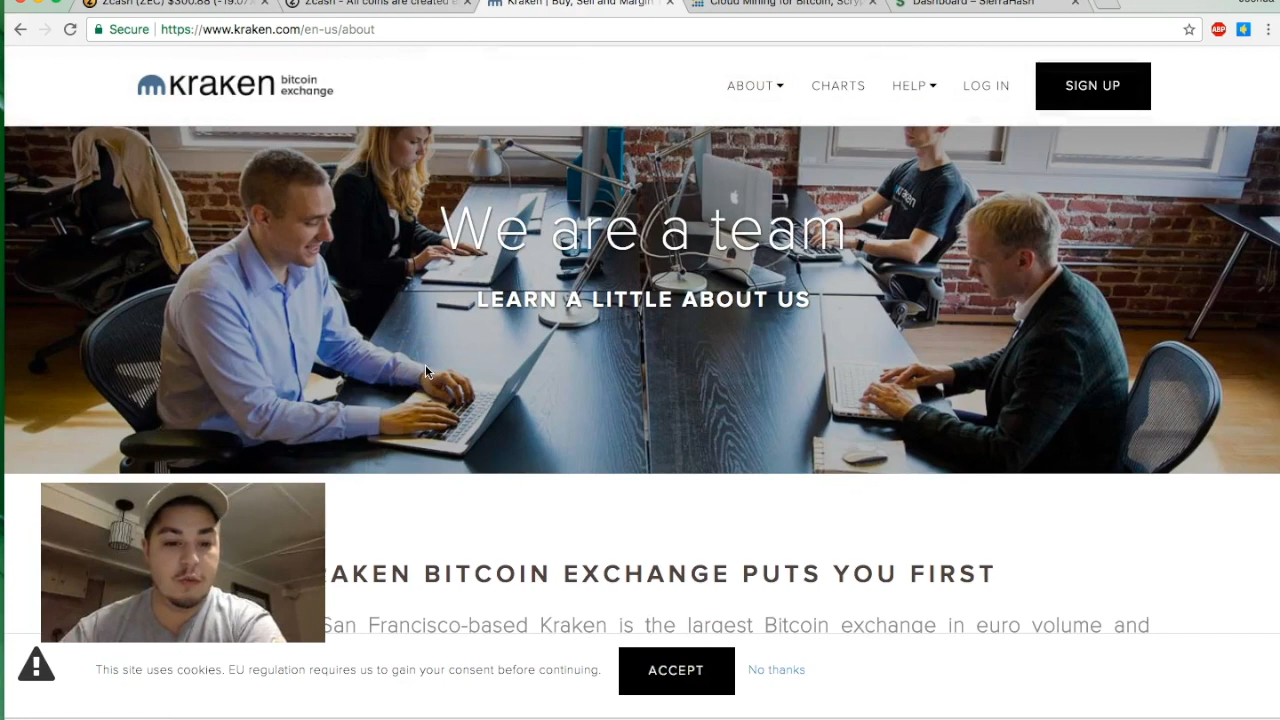 Zcash (ZEC) $300.88 (-19.07
Zcash - All coins are created e
Kraken | Buy, Sell and Margin
Cloud Mining for Bitcoin, Scry
Dashboard – SierraHash
Secure
https://www.kraken.com/en-us/about
ABP
kraken bitcoin exchange
ABOUT
CHARTS
HELP
LOG IN
SIGN UP
We are a team
LEARN A LITTLE ABOUT US
RAKEN BITCOIN EXCHANGE PUTS YOU FIRST
San Francisco-based Kraken is the largest Bitcoin exchange in euro volume and
This site uses cookies. EU regulation requires us to gain your consent before continuing.
ACCEPT
No thanks